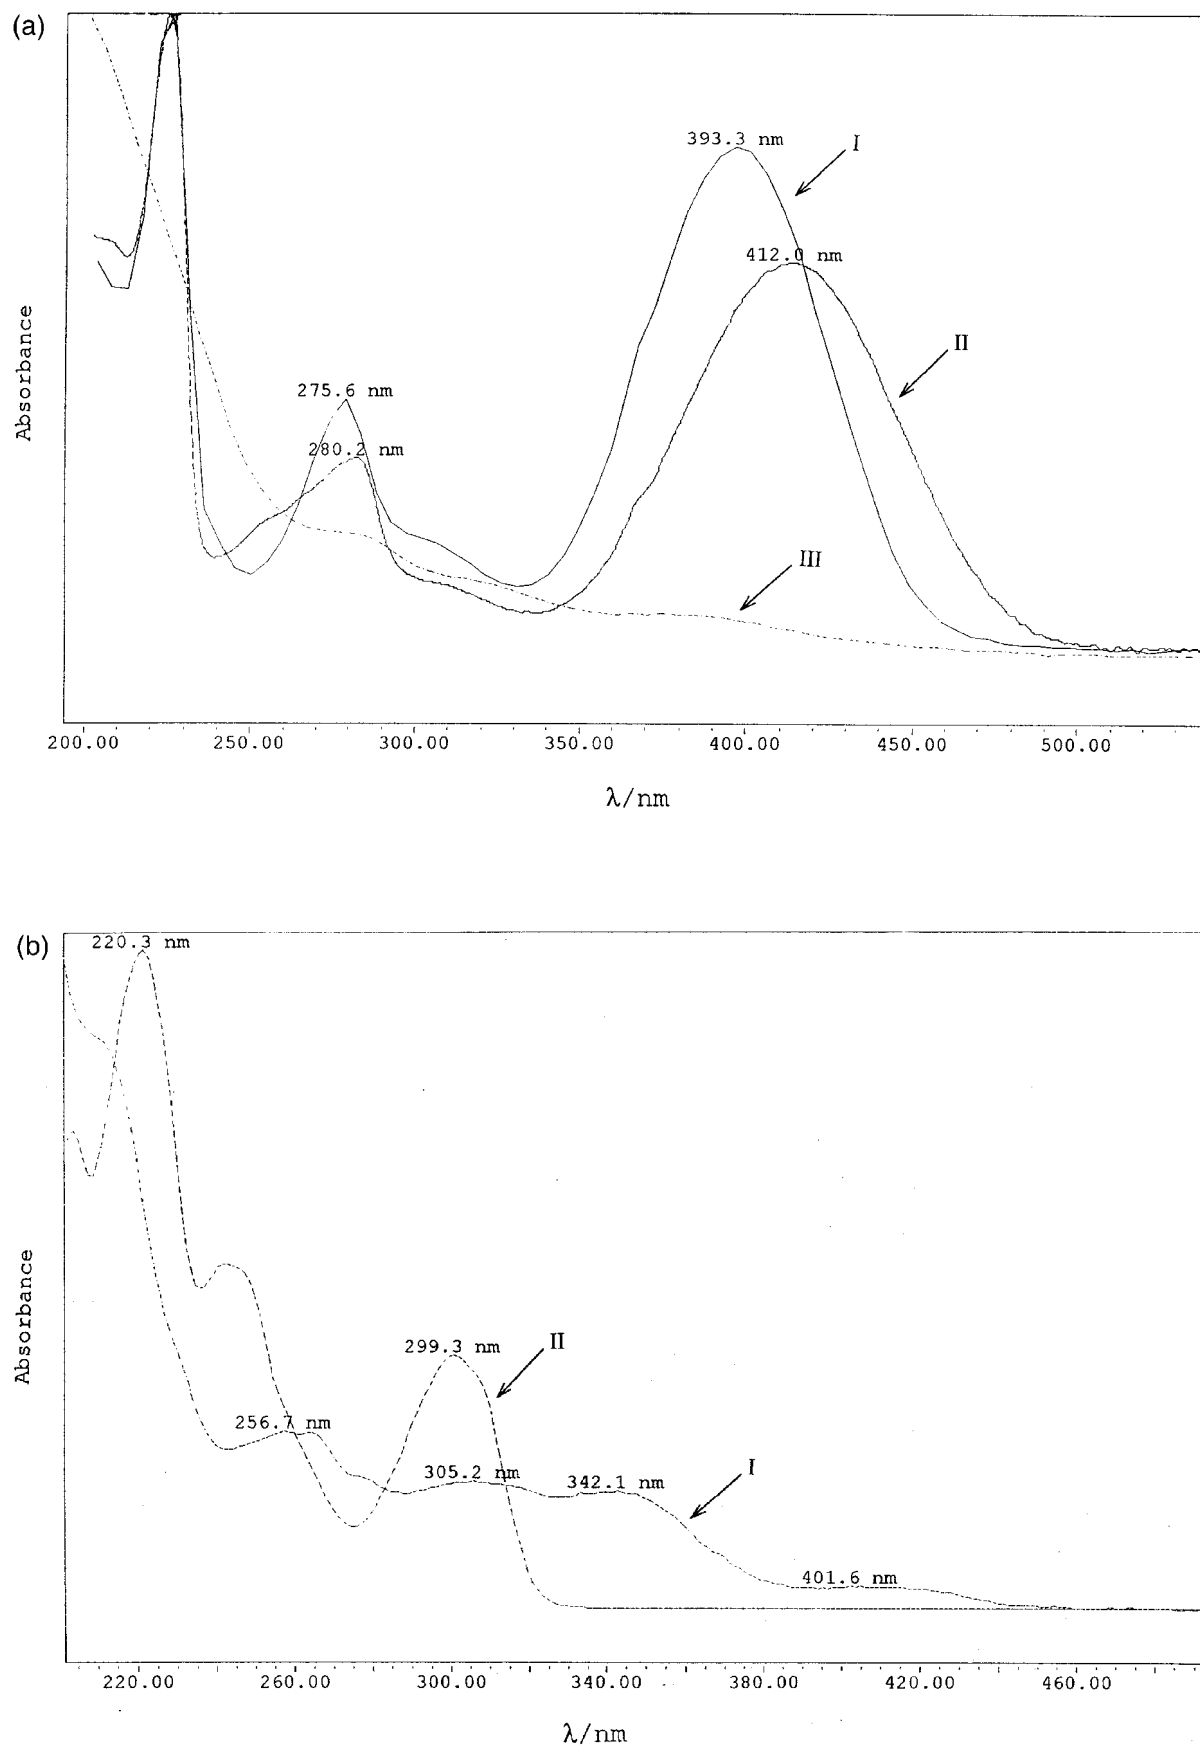 (a)
393.3 nm
I
412.0 nm
II
275.6 nm
280.2 nm
III
Absorbance
200.00 250.00 300.00 350.00 400.00 450.00 500.00
λ/nm
(b)
220.3 nm
299.3 nm
II
256.7 nm
305.2 nm
342.1 nm
I
401.6 nm
Absorbance
220.00 260.00 300.00 340.00 380.00 420.00 460.00
λ/nm